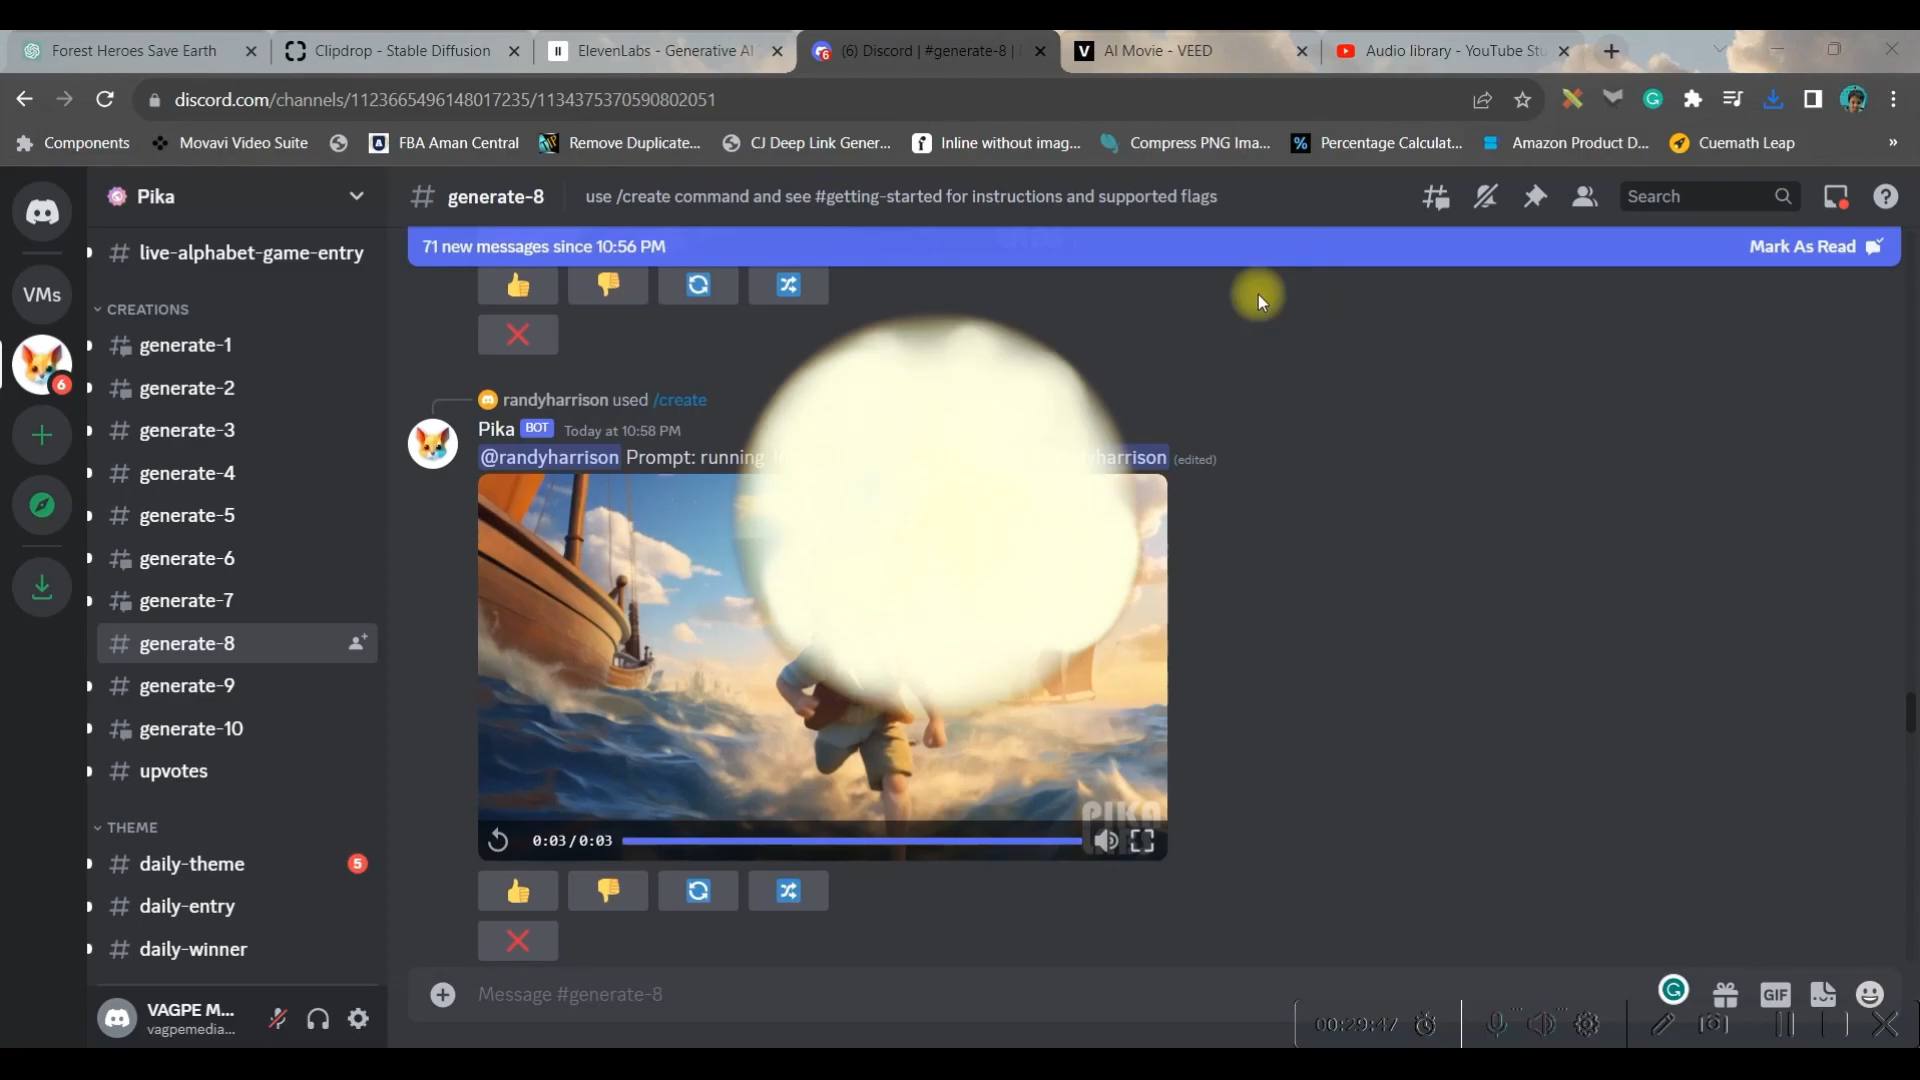 Forest Heroes Save Earth
Clipdrop - Stable Diffusion
ElevenLabs - Generative AI
(6) Discord | #generate-8 |
AI Movie - VEED
Audio library - YouTube Stu
discord.com/channels/1123665496148017235/1134375370590802051
Components
Movavi Video Suite
FBA Aman Central
Remove Duplicate...
CJ Deep Link Gener...
Inline without imag...
Compress PNG Ima...
% Percentage Calculat...
Amazon Product D...
Cuemath Leap
»
Pika
# generate-8
use /create command and see #getting-started for instructions and supported flags
Search
71 new messages since 10:56 PM
Mark As Read
VMs
6
# live-alphabet-game-entry
CREATIONS
generate-1
generate-2
# generate-3
# generate-4
# generate-5
generate-6
generate-7
# generate-8
# generate-9
generate-10
# upvotes
THEME
# daily-theme 5
# daily-entry
# daily-winner
VAGPE M...
vagpemedia...
randyharrison used /create
Pika BOT Today at 10:58 PM
@randyharrison Prompt: running
harrison (edited)
PIKA
0:03/0:03
Message #generate-8
GIF
00:29:47